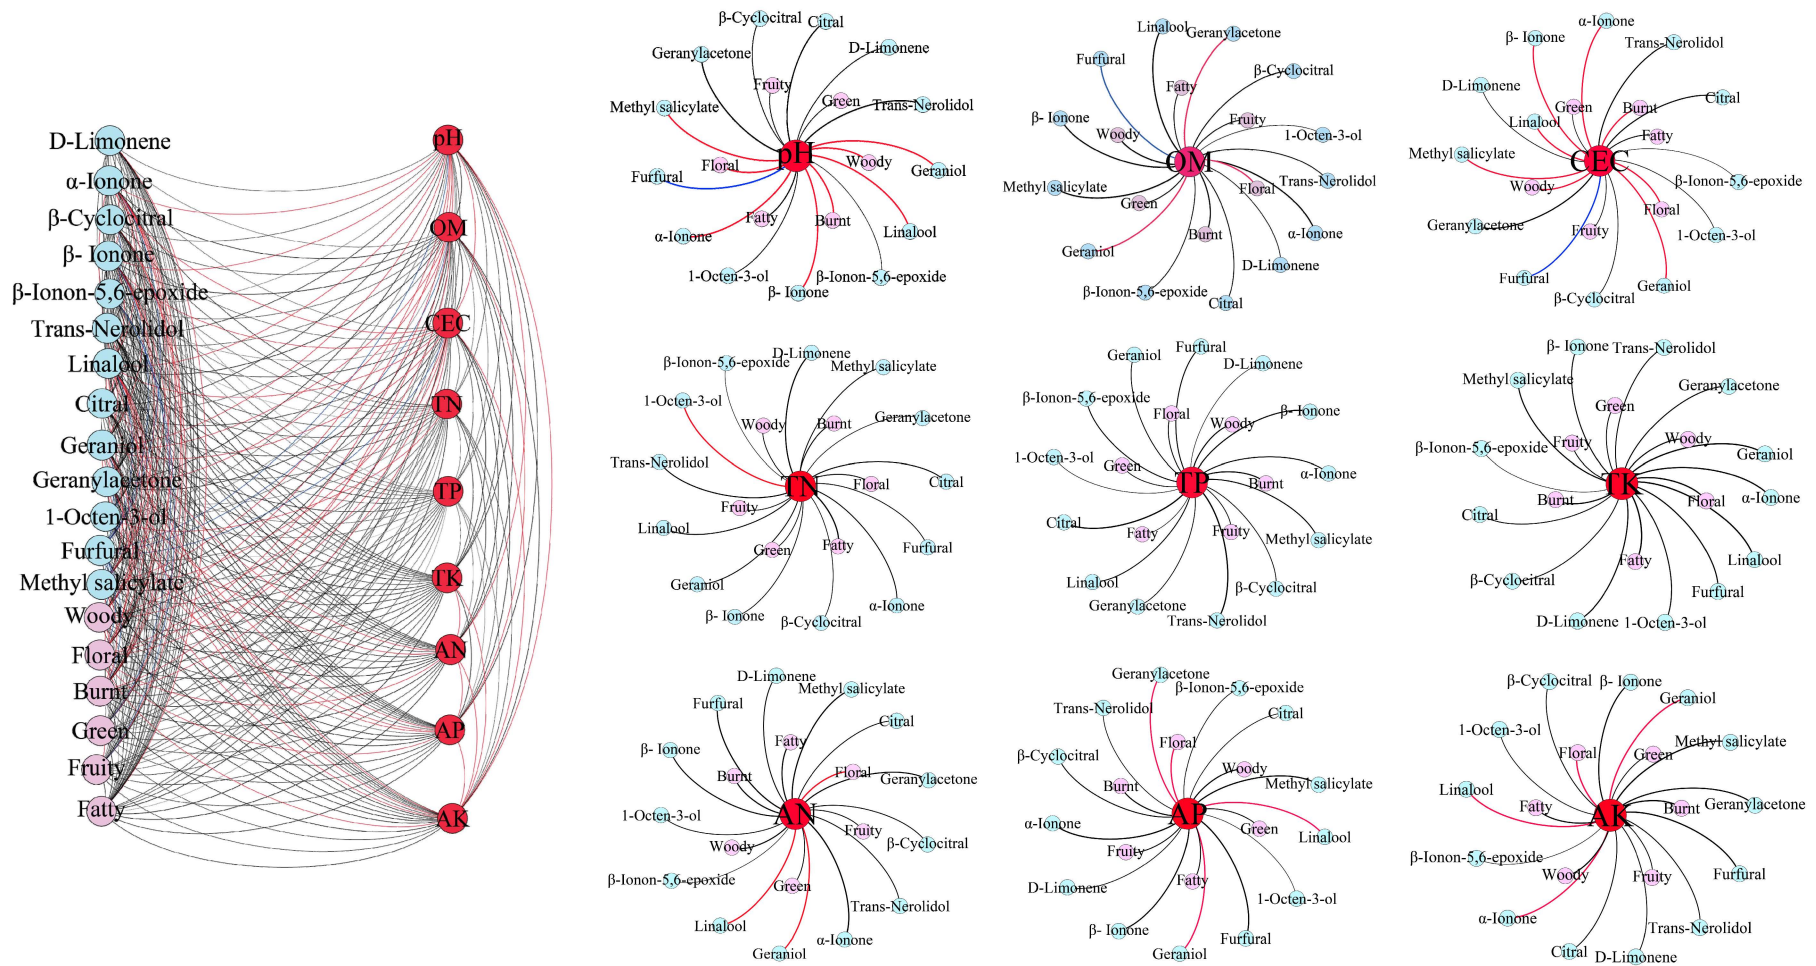 D-Limonene
α-Ionone
β-Cyclocitral
β- Ionone
β-Ionon-5,6-epoxide
Trans-Nerolidol
Linalool
Citral
Geraniol
Geranylacetone
1-Octen-3-ol
Furfural
Methyl salicylate
Woody
Floral
Burnt
Green
Fruity
Fatty
pH
OM
CEC
TN
TP
TK
AN
AP
AK
β-Cyclocitral
Citral
Geranylacetone
D-Limonene
Fruity
Green
Trans-Nerolidol
Methyl salicylate
pH
Floral
Woody
Geraniol
Furfural
Fatty
Burnt
Linalool
α-Ionone
1-Octen-3-ol
β-Ionon-5,6-epoxide
β- Ionone
Linalool
Geranylacetone
Furfural
β-Cyclocitral
Fatty
β- Ionone
Woody
Fruity
1-Octen-3-ol
OM
Methyl salicylate
Floral
Trans-Nerolidol
Green
Burnt
α-Ionone
Geraniol
D-Limonene
β-Ionon-5,6-epoxide
Citral
α-Ionone
β- Ionone
Trans-Nerolidol
D-Limonene
Citral
Green
Burnt
Linalool
Fatty
Methyl salicylate
CEC
β-Ionon-5,6-epoxide
Woody
Floral
Geranylacetone
Fruity
1-Octen-3-ol
Furfural
Geraniol
β-Cyclocitral
D-Limonene
β-Ionon-5,6-epoxide
Methyl salicylate
1-Octen-3-ol
Woody
Burnt
Geranylacetone
Trans-Nerolidol
TN
Floral
Citral
Fruity
Linalool
Green
Fatty
Furfural
Geraniol
β- Ionone
β-Cyclocitral
α-Ionone
Furfural
Geraniol
D-Limonene
β-Ionon-5,6-epoxide
Floral
Woody
β- Ionone
1-Octen-3-ol
Green
TP
Burnt
α-Ionone
Citral
Fatty
Fruity
Methyl salicylate
Linalool
β-Cyclocitral
Geranylacetone
Trans-Nerolidol
β- Ionone
Trans-Nerolidol
Methyl salicylate
Geranylacetone
Green
β-Ionon-5,6-epoxide
Fruity
Woody
Geraniol
TK
Burnt
Floral
α-Ionone
Citral
Fatty
Linalool
β-Cyclocitral
Furfural
D-Limonene
1-Octen-3-ol
D-Limonene
Furfural
Methyl salicylate
Citral
β- Ionone
Fatty
Burnt
Floral
Geranylacetone
1-Octen-3-ol
AN
Fruity
β-Cyclocitral
Woody
β-Ionon-5,6-epoxide
Green
Trans-Nerolidol
Linalool
α-Ionone
Geraniol
Geranylacetone
β-Ionon-5,6-epoxide
Trans-Nerolidol
Citral
β-Cyclocitral
Floral
Woody
Burnt
Methyl salicylate
α-Ionone
AP
Green
Linalool
Fruity
D-Limonene
Fatty
1-Octen-3-ol
β- Ionone
Furfural
Geraniol
β-Cyclocitral
β- Ionone
Geraniol
1-Octen-3-ol
Floral
Green
Methyl salicylate
Linalool
Fatty
AK
Burnt
Geranylacetone
β-Ionon-5,6-epoxide
Woody
Fruity
Furfural
α-Ionone
Trans-Nerolidol
Citral
D-Limonene